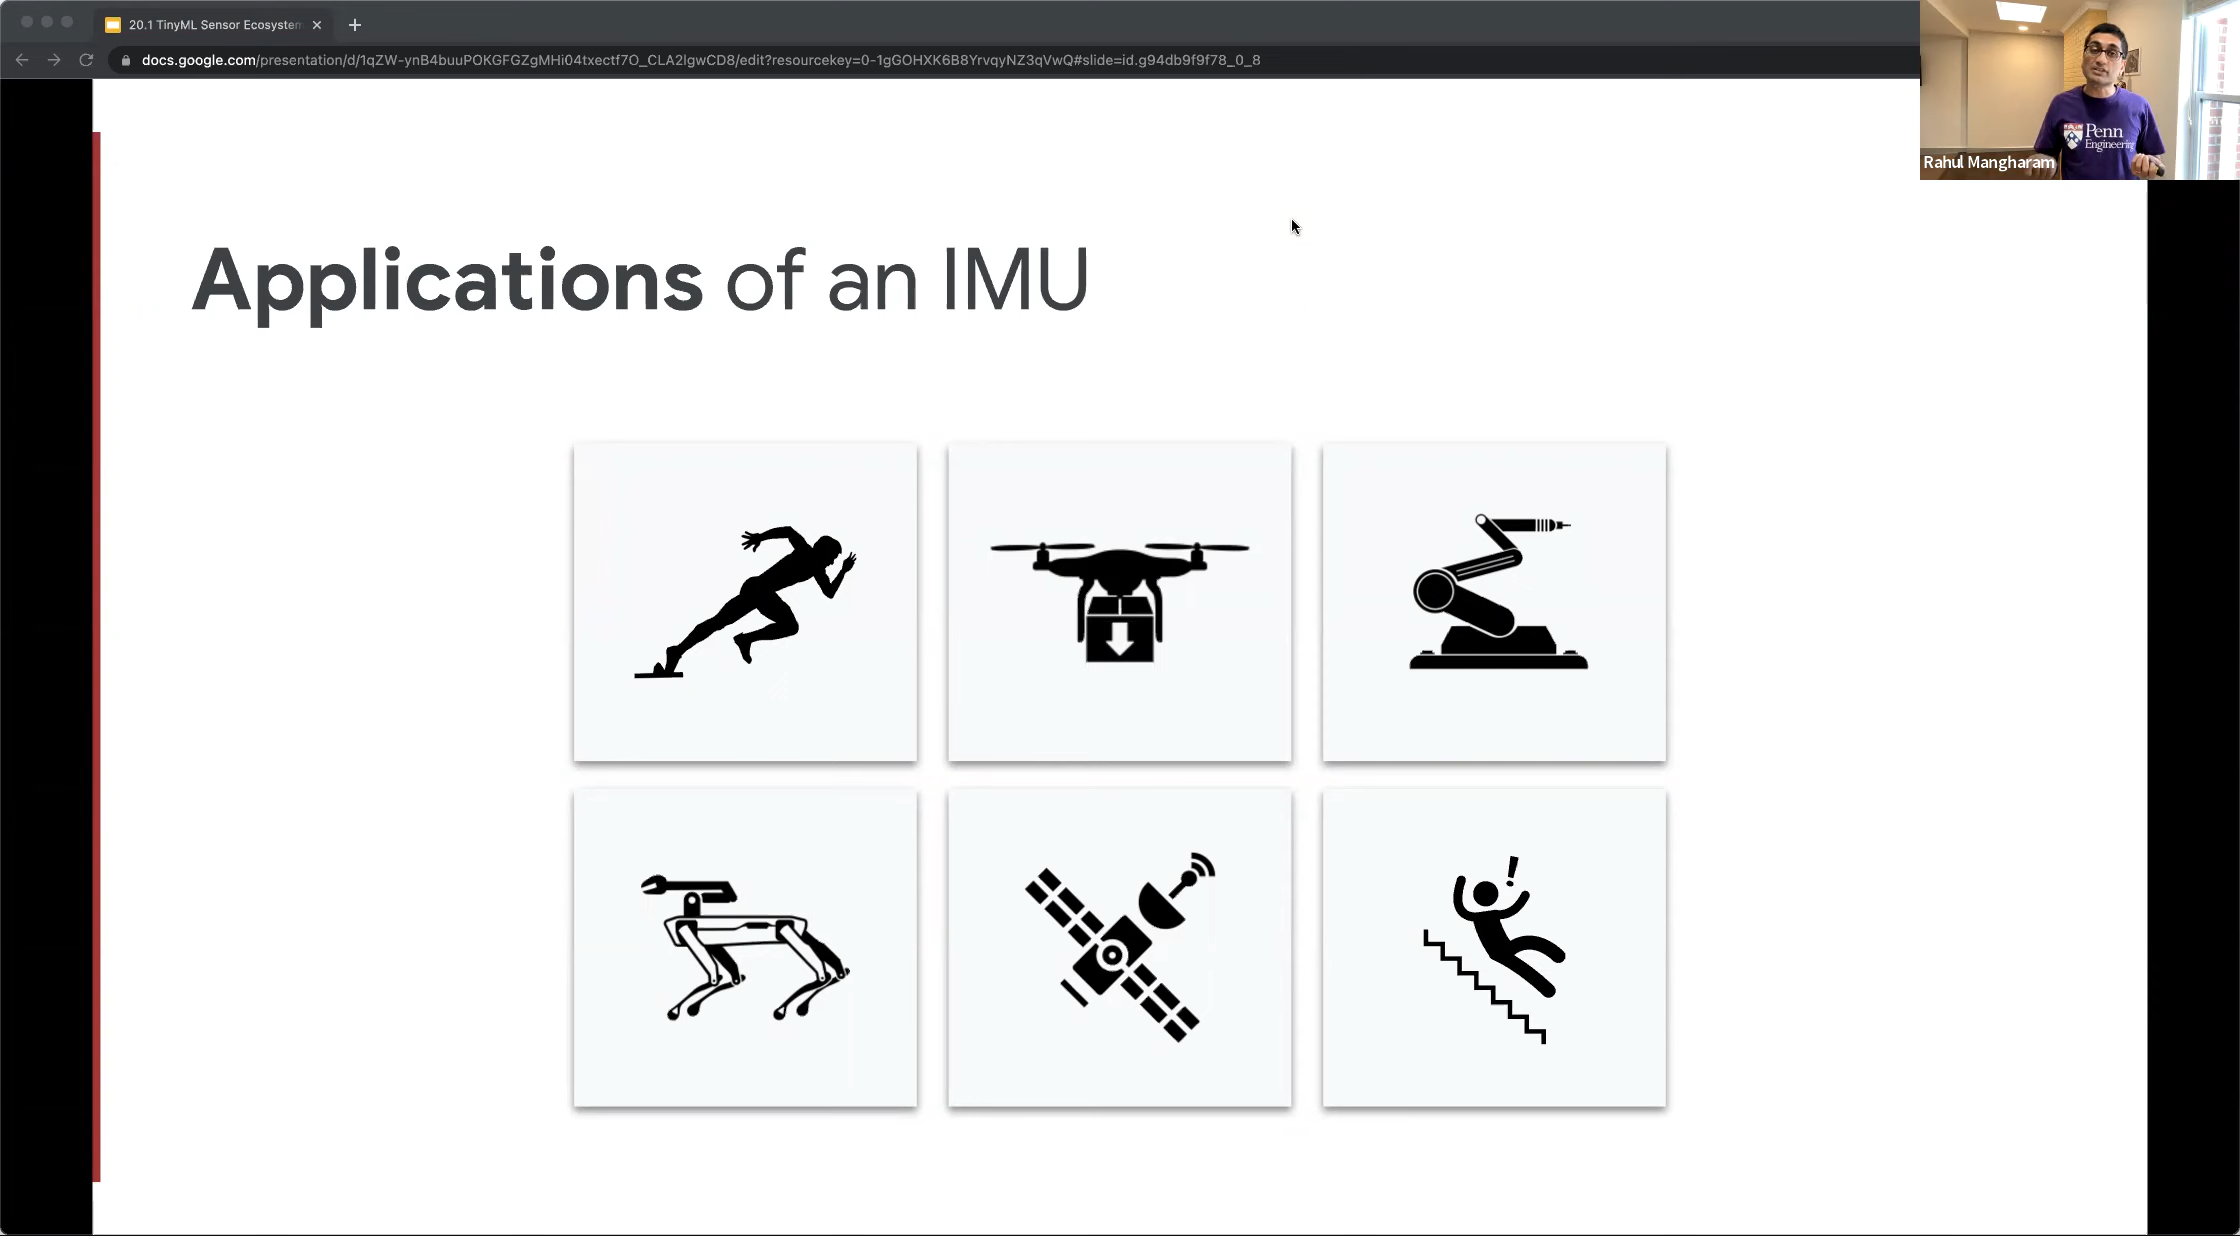 20.1 TinyML Sensor Ecosystem
docs.google.com/presentation/d/1qZW-ynB4buuPOKGFGZgMHi04txectf7O_CLA2lgwCD8/edit?resourcekey=0-1gGOHXK6B8YrvqyNZ3qVwQ#slide=id.g94db9f9f78_0_8
Penn
Engineering
Rahul Mangharam
Applications of an IMU
!